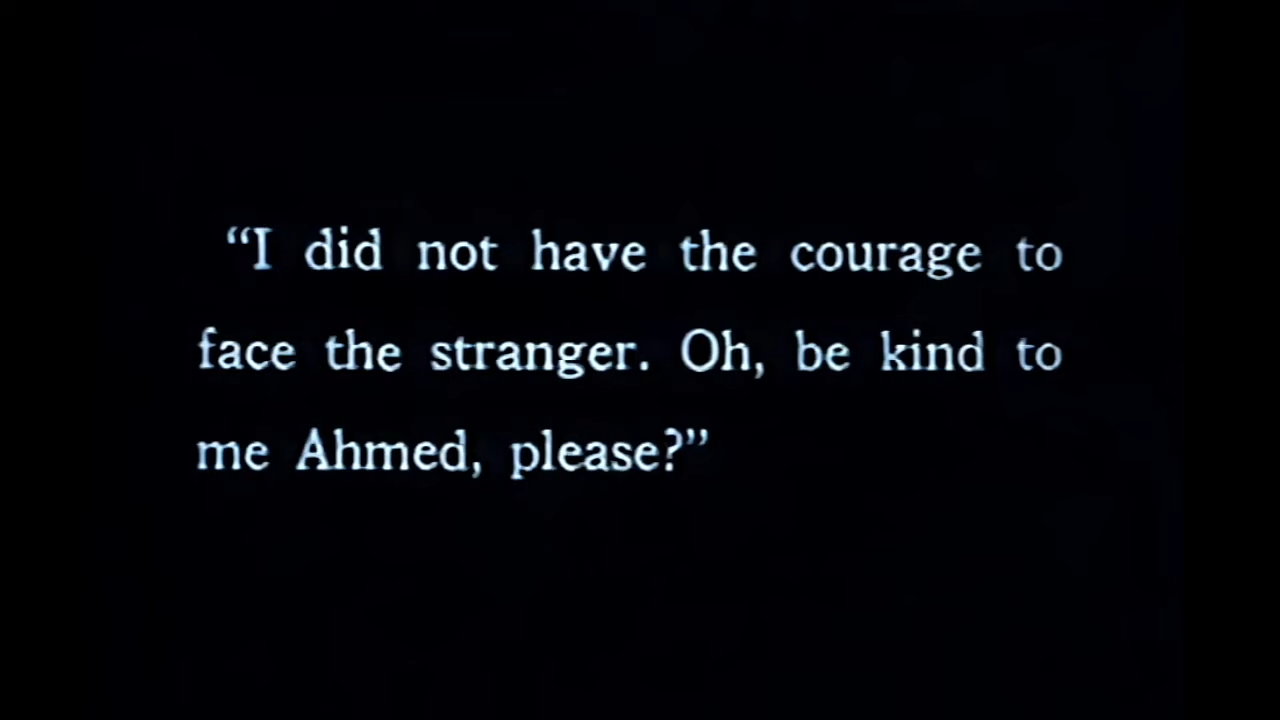 “I did not have the courage to
face the stranger. Oh, be kind to
me Ahmed, please?”